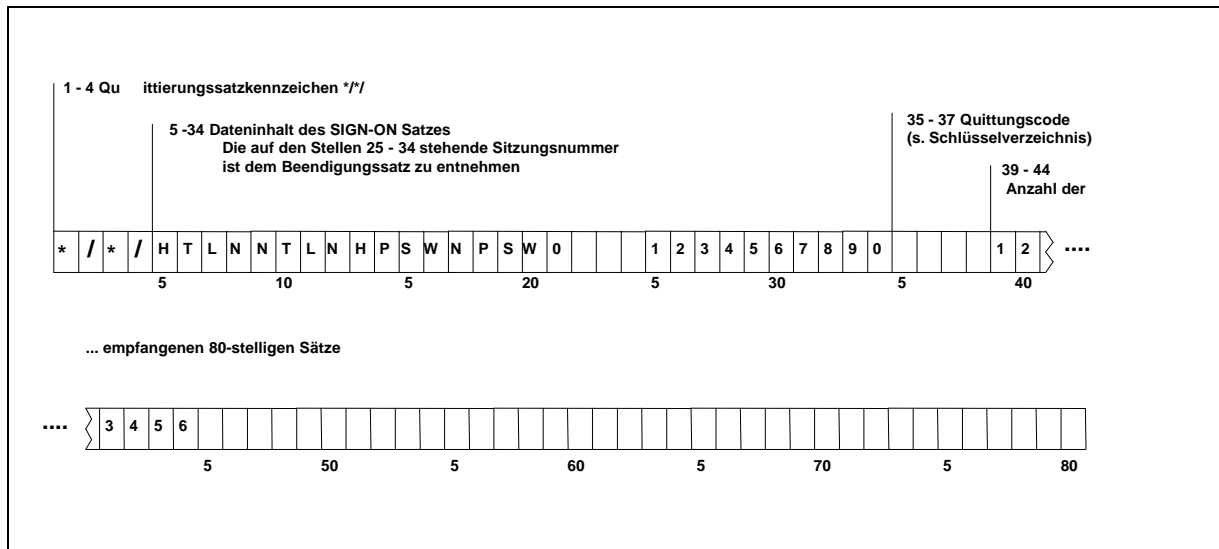 1 - 4 Qu ittierungssatzkennzeichen */*/
5 -34 Dateninhalt des SIGN-ON Satzes
Die auf den Stellen 25 - 34 stehende Sitzungsnummer
ist dem Beendigungssatz zu entnehmen
35 - 37 Quittungscode
(s. Schlüsselverzeichnis)
39 - 44
Anzahl der
* / * / H T L N N T L N H P S W N P S W 0 1 2 3 4 5 6 7 8 9 0 1 2 ....
5 10 5 20 5 30 5 40
... empfangenen 80-stelligen Sätze
.... 3 4 5 6
5 50 5 60 5 70 5 80